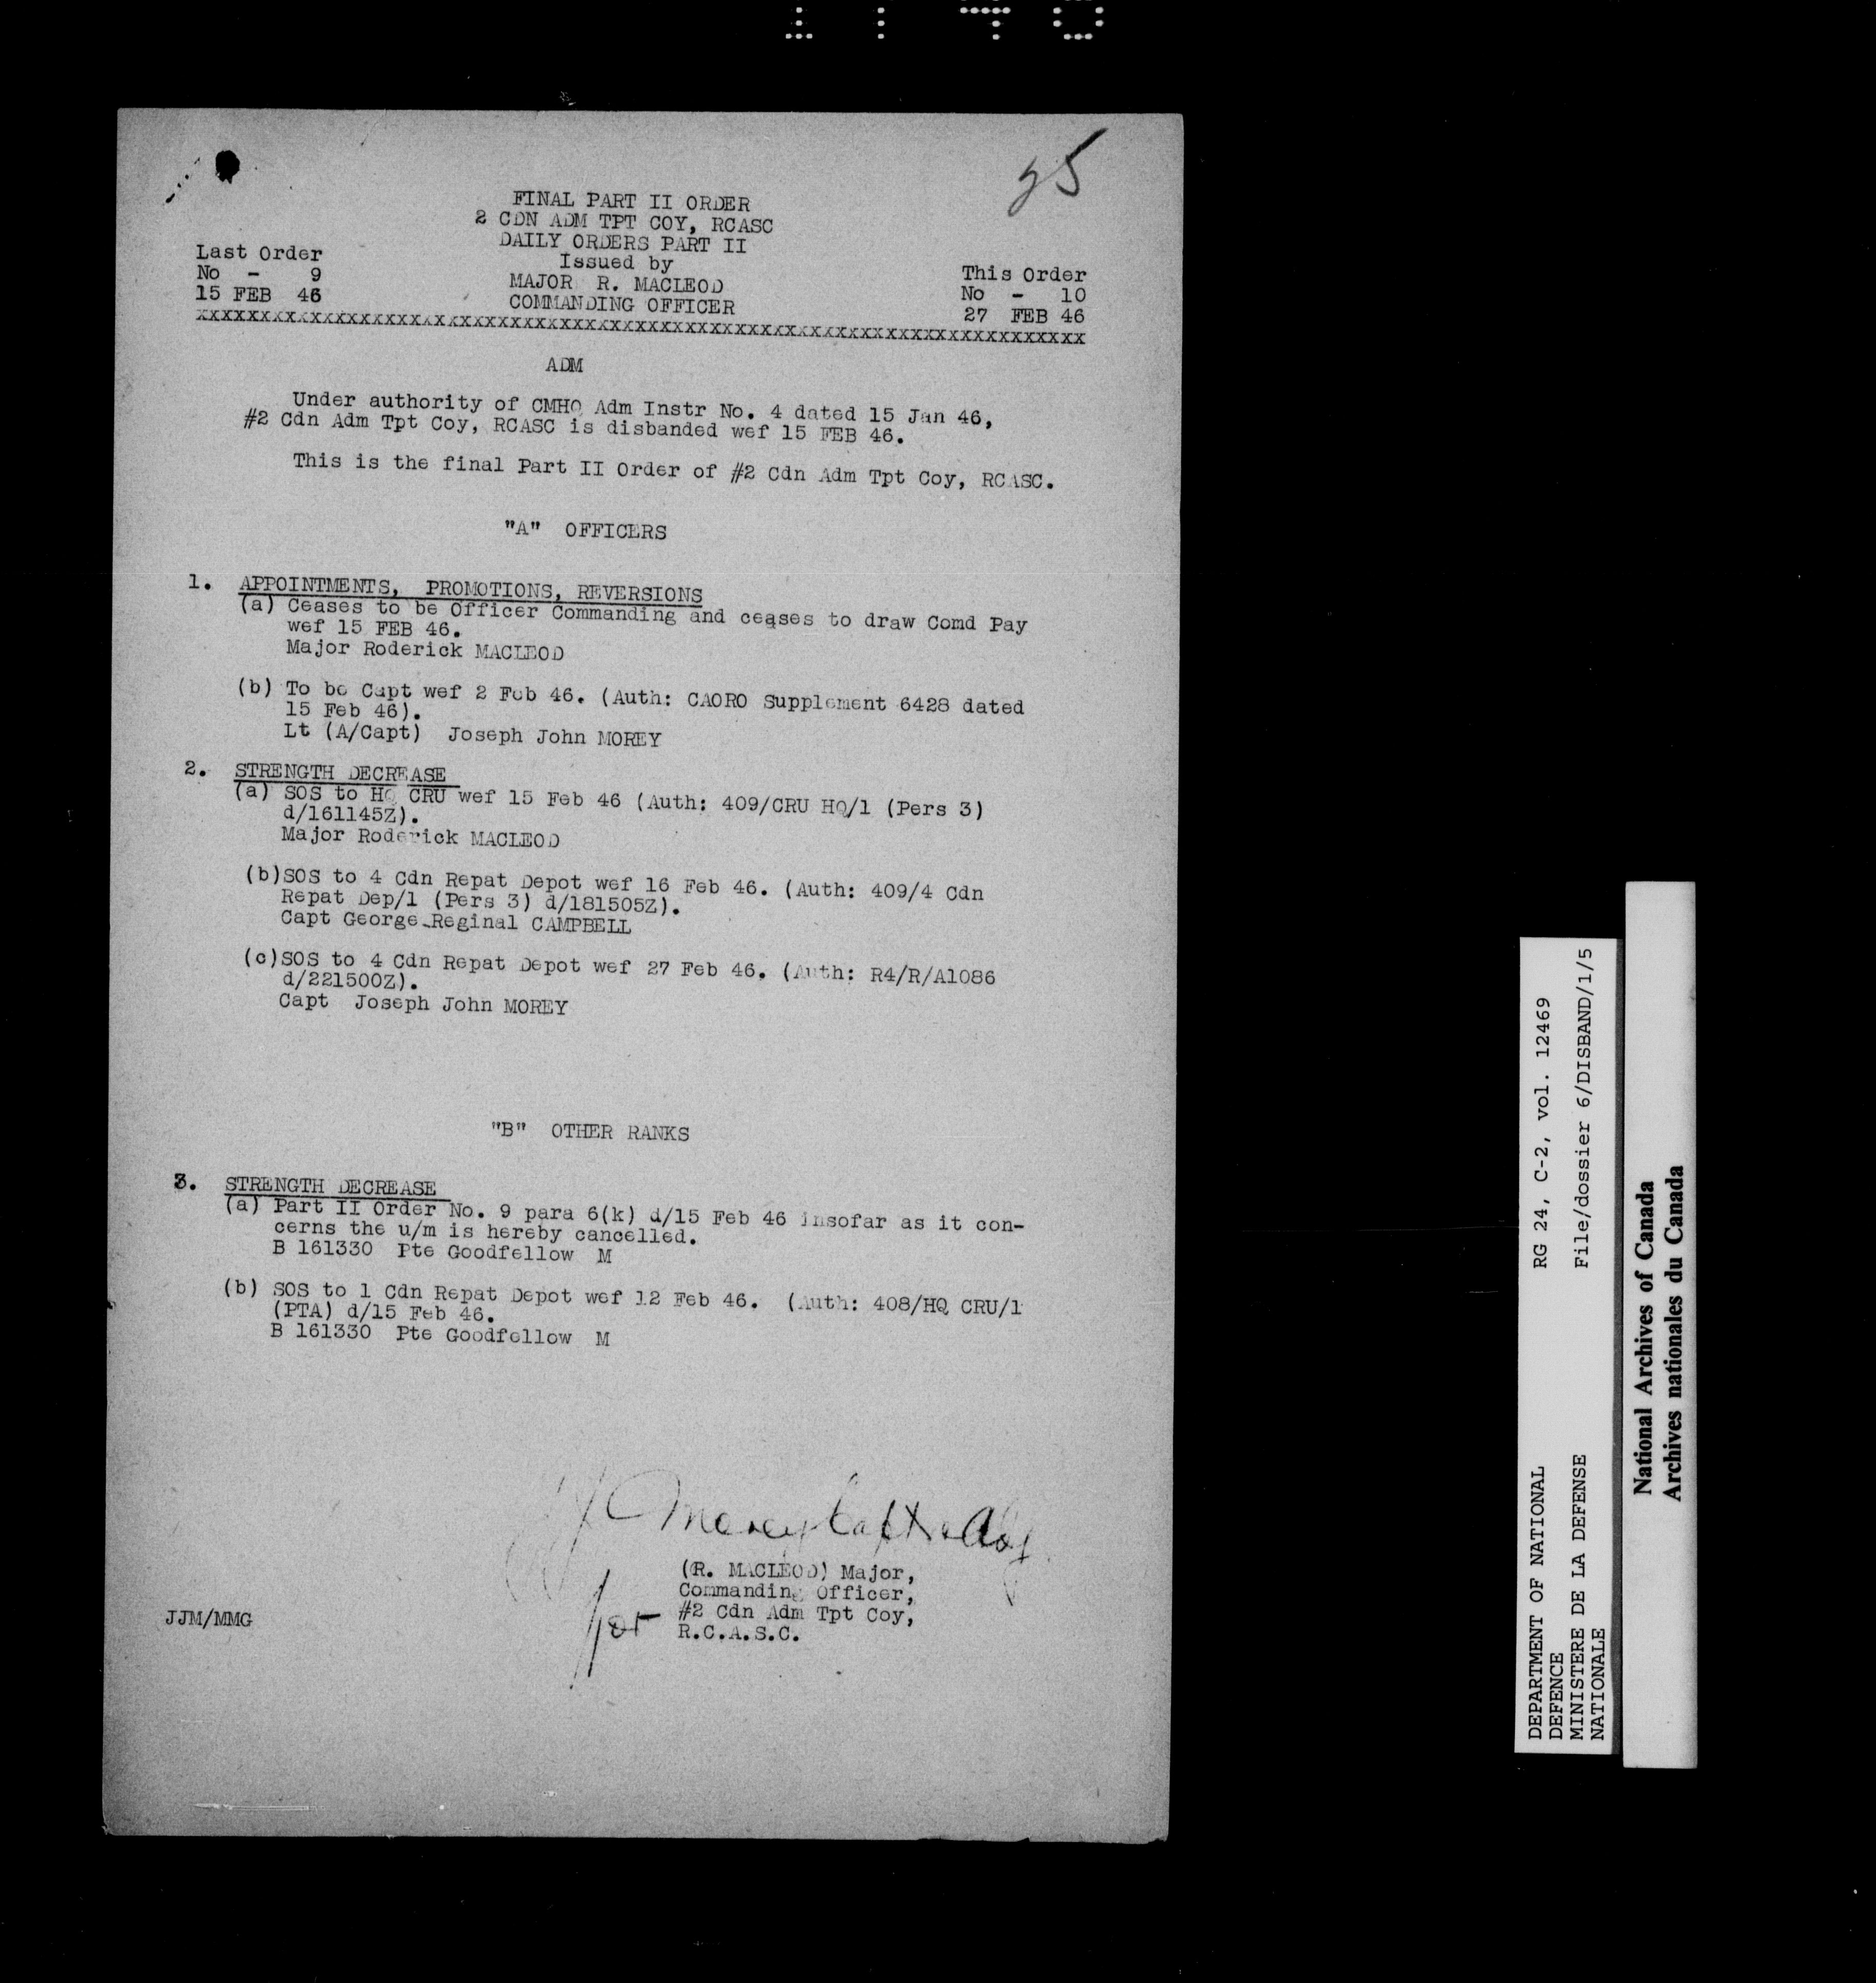 25
FINAL PART II ORDER
2 CDN ADM TPT COY, RCASC
DAILY ORDERS PART II
Issued by
MAJOR R. MACLEOD
COMMANDING OFFICER
Last Order
No - 9
15 FEB 46
This Order
No - 10
27 FEB 46
xxxxxxxxxxxxxxxxxxxxxxxxxxxxxxxxxxxxxxxxxxxxxxxxxxxxxxxxxxxxxxxxxxxxxxxx
ADM
Under authority of CMHQ Adm Instr No. 4 dated 15 Jan 46,
#2 Cdn Adm Tpt Coy, RCASC is disbanded wef 15 FEB 46.
This is the final Part II Order of #2 Cdn Adm Tpt Coy, RCASC.
"A" OFFICERS
1. APPOINTMENTS, PROMOTIONS, REVERSIONS
(a) Ceases to be Officer Commanding and ceases to draw Comd Pay
wef 15 FEB 46.
Major Roderick MACLEOD
(b) To be Capt wef 2 Feb 46. (Auth: CAORO Supplement 6428 dated
15 Feb 46).
Lt (A/Capt) Joseph John MOREY
2. STRENGTH DECREASE
(a) SOS to HQ CRU wef 15 Feb 46 (Auth: 409/CRU HQ/1 (Pers 3)
d/161145Z).
Major Roderick MACLEOD
(b)SOS to 4 Cdn Repat Depot wef 16 Feb 46. (Auth: 409/4 Cdn
Repat Dep/1 (Pers 3) d/181505Z).
Capt George Reginal CAMPBELL
(c)SOS to 4 Cdn Repat Depot wef 27 Feb 46. (Auth: R4/R/A1086
d/221500Z).
Capt Joseph John MOREY
"B" OTHER RANKS
3. STRENGTH DECREASE
(a) Part II Order No. 9 para 6(k) d/15 Feb 46 insofar as it con-
cerns the u/m is hereby cancelled.
B 161330 Pte Goodfellow M
(b) SOS to 1 Cdn Repat Depot wef 12 Feb 46. (Auth: 408/HQ CRU/1
(PTA) d/15 Feb 46.
B 161330 Pte Goodfellow M
JJ Morey Capt & Adj
for (R. MACLEOD) Major,
Commanding Officer,
#2 Cdn Adm Tpt Coy,
R.C.A.S.C.
JJM/MMG
DEPARTMENT OF NATIONAL
DEFENCE
MINISTERE DE LA DEFENSE
NATIONALE
RG 24, C-2, vol. 12469
File/dossier 6/DISBAND/1/5
National Archives of Canada
Archives nationales du Canada